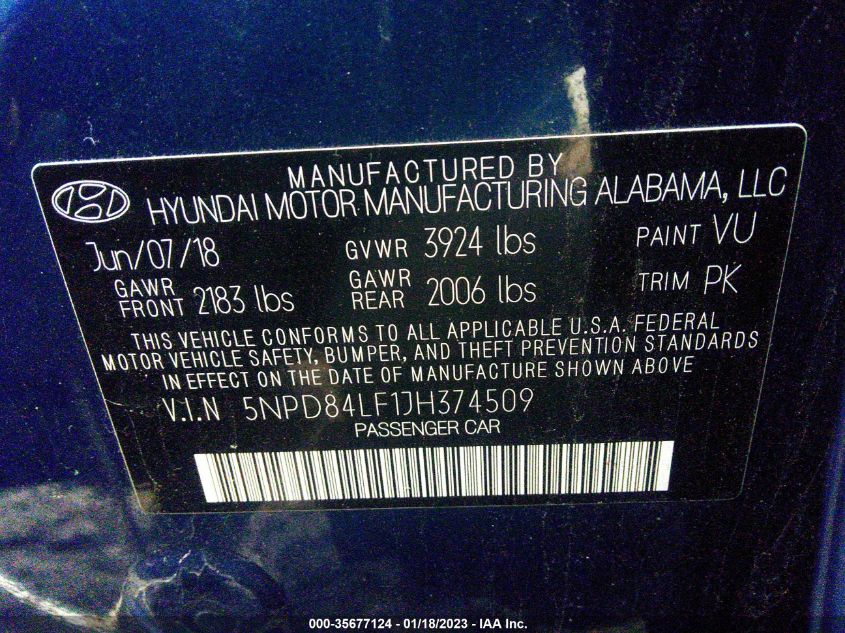 MANUFACTURED BY
HYUNDAI MOTOR MANUFACTURING ALABAMA, LLC
Jun/07/18 GVWR 3924 lbs PAINT VU
GAWR FRONT 2183 lbs GAWR REAR 2006 lbs TRIM PK
THIS VEHICLE CONFORMS TO ALL APPLICABLE U.S.A. FEDERAL
MOTOR VEHICLE SAFETY, BUMPER, AND THEFT PREVENTION STANDARDS
IN EFFECT ON THE DATE OF MANUFACTURE SHOWN ABOVE
V.I.N 5NPD84LF1JH374509
PASSENGER CAR
000-35677124 - 01/18/2023 - IAA Inc.